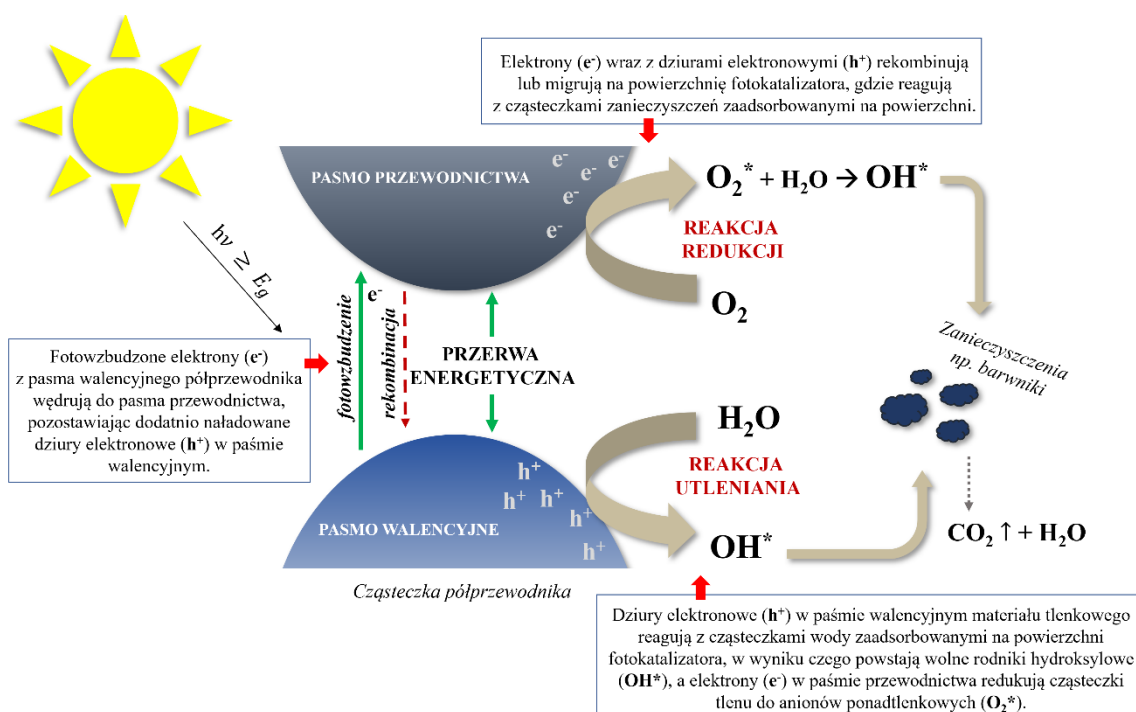 Elektrony (e⁻) wraz z dziurami elektronowymi (h⁺) rekombinują
lub migrują na powierzchnię fotokatalizatora, gdzie reagują
z cząsteczkami zanieczyszczeń zaadsorbowanymi na powierzchni.
PASMO PRZEWODNICTWA
e⁻ e⁻ e⁻
e⁻
e⁻
e⁻
O₂* + H₂O → OH*
REAKCJA
REDUKCJI
O₂
hν ≥ E_g
fotowzbudzenie
e⁻
rekombinacja
PRZERWA
ENERGETYCZNA
Fotowzbudzone elektrony (e⁻)
z pasma walencyjnego półprzewodnika
wędrują do pasma przewodnictwa,
pozostawiając dodatnio naładowane
dziury elektronowe (h⁺) w paśmie
walencyjnym.
Zanieczyszczenia
np. barwniki
H₂O
REAKCJA
UTLENIANIA
h⁺
h⁺ h⁺ h⁺
h⁺
h⁺
PASMO WALENCYJNE
OH*
CO₂ ↑ + H₂O
Cząsteczka półprzewodnika
Dziury elektronowe (h⁺) w paśmie walencyjnym materiału tlenkowego
reagują z cząsteczkami wody zaadsorbowanymi na powierzchni
fotokatalizatora, w wyniku czego powstają wolne rodniki hydroksylowe
(OH*), a elektrony (e⁻) w paśmie przewodnictwa redukują cząsteczki
tlenu do anionów ponadtlenkowych (O₂*).